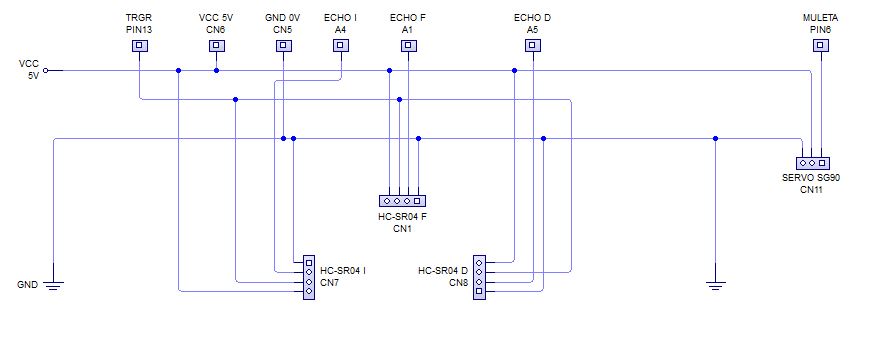 TRGR
PIN13
VCC 5V
CN6
GND 0V
CN5
ECHO I
A4
ECHO F
A1
ECHO D
A5
MULETA
PIN6
VCC
5V
SERVO SG90
CN11
HC-SR04 F
CN1
HC-SR04 I
CN7
HC-SR04 D
CN8
GND